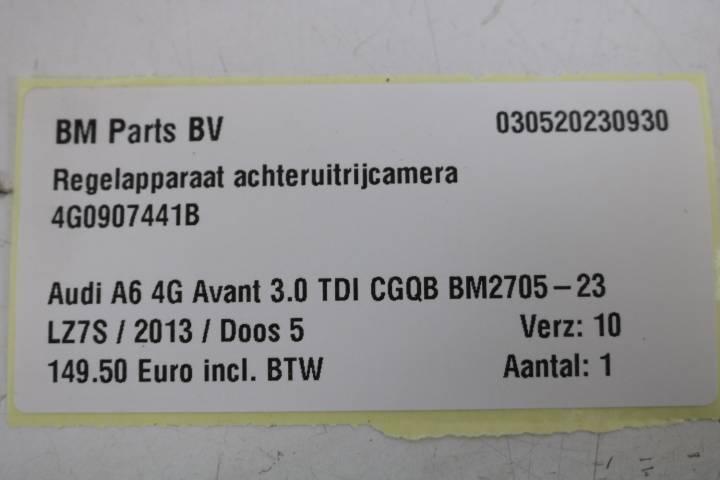 BM Parts BV 030520230930
Regelapparaat achteruitrijcamera
4G0907441B
Audi A6 4G Avant 3.0 TDI CGQB BM2705-23
LZ7S / 2013 / Doos 5 Verz: 10
149.50 Euro incl. BTW Aantal: 1